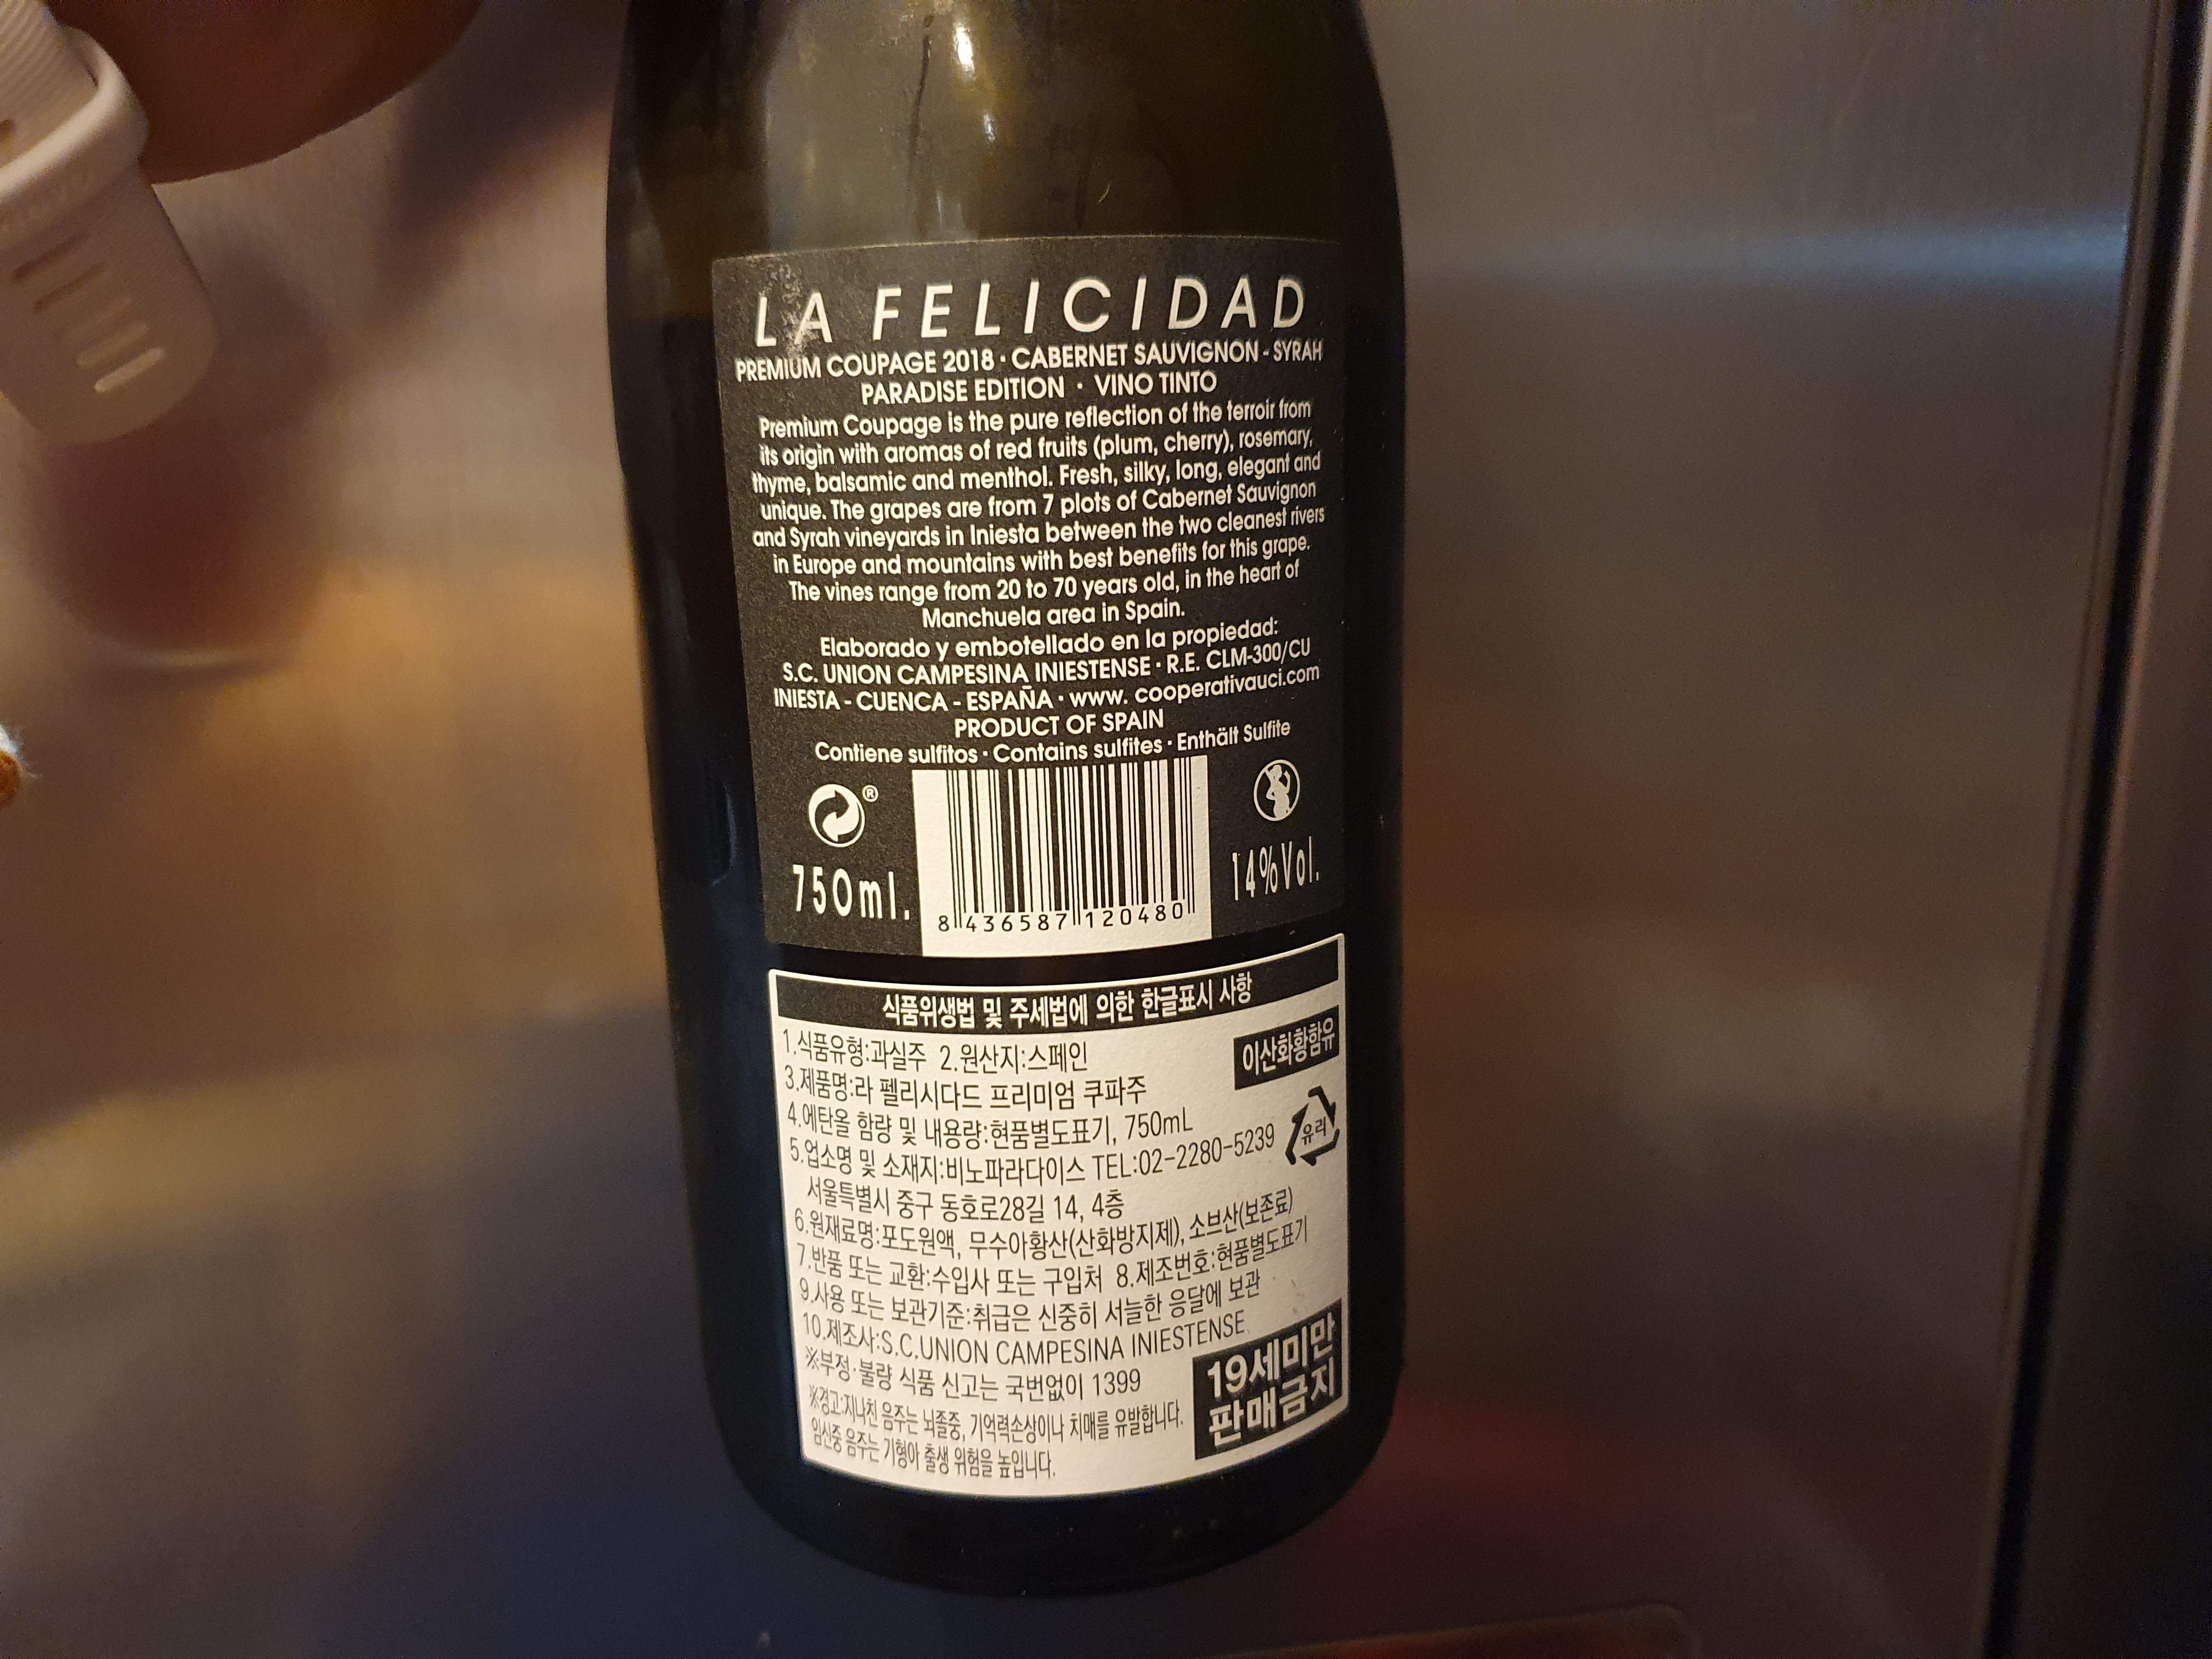 LA FELICIDAD
PREMIUM COUPAGE 2018 · CABERNET SAUVIGNON - SYRAH
PARADISE EDITION · VINO TINTO
Premium Coupage is the pure reflection of the terroir from
its origin with aromas of red fruits (plum, cherry), rosemary,
thyme, balsamic and menthol. Fresh, silky, long, elegant and
unique. The grapes are from 7 plots of Cabernet Sauvignon
and Syrah vineyards in Iniesta between the two cleanest rivers
in Europe and mountains with best benefits for this grape.
The vines range from 20 to 70 years old, in the heart of
Manchuela area in Spain.
Elaborado y embotellado en la propiedad:
S.C. UNION CAMPESINA INIESTENSE · R.E. CLM-300/CU
INIESTA - CUENCA - ESPAÑA · www. cooperativauci.com
PRODUCT OF SPAIN
Contiene sulfitos · Contains sulfites · Enthält Sulfite
®
750ml.
8 436587 120480
14%Vol.
식품위생법 및 주세법에 의한 한글표시 사항
1.식품유형:과실주 2.원산지:스페인
이산화황함유
3.제품명:라 펠리시다드 프리미엄 쿠파주
4.에탄올 함량 및 내용량:현품별도표기, 750mL
유리
5.업소명 및 소재지:비노파라다이스 TEL:02-2280-5239
서울특별시 중구 동호로28길 14, 4층
6.원재료명:포도원액, 무수아황산(산화방지제), 소브산(보존료)
7.반품 또는 교환:수입사 또는 구입처 8.제조번호:현품별도표기
9.사용 또는 보관기준:취급은 신중히 서늘한 응달에 보관
10.제조사:S.C.UNION CAMPESINA INIESTENSE
※부정·불량 식품 신고는 국번없이 1399
※경고:지나친 음주는 뇌졸중, 기억력손상이나 치매를 유발합니다.
임신중 음주는 기형아 출생 위험을 높입니다.
19세미만
판매금지